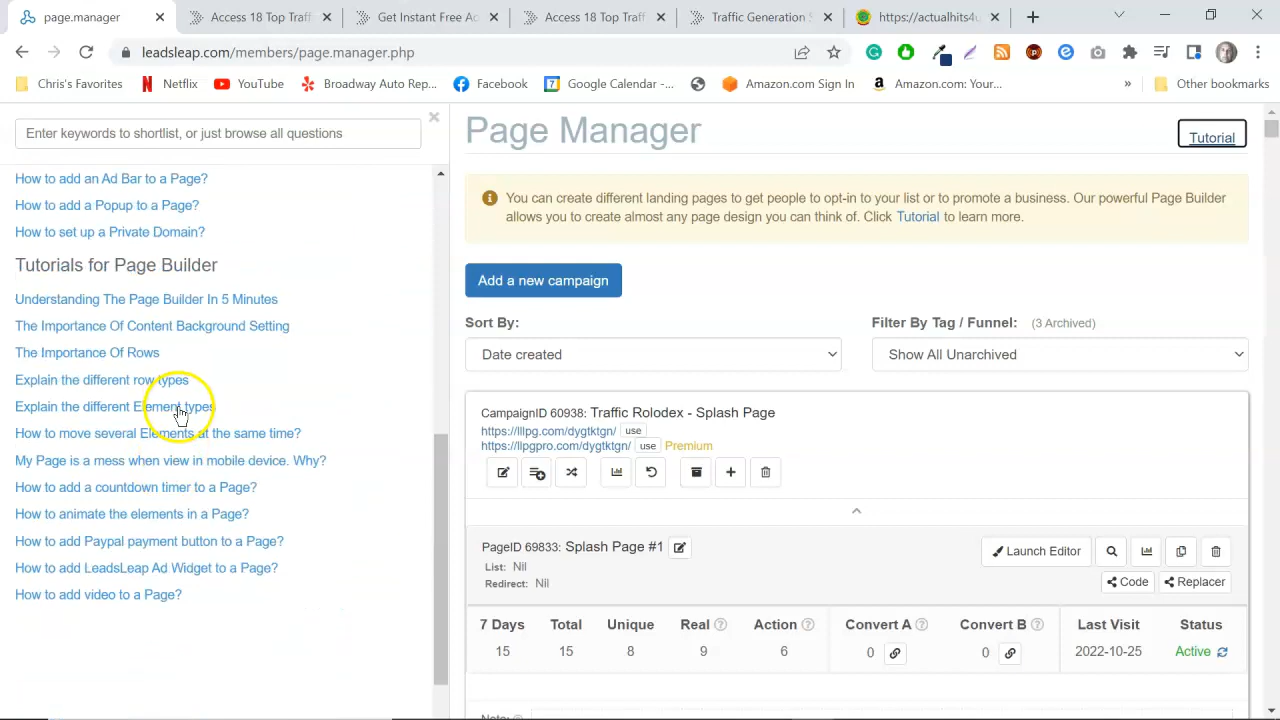 page.manager
Access 18 Top Traff
Get Instant Free Ac
Access 18 Top Traff
Traffic Generation S
https://actualhits4u
leadsleap.com/members/page.manager.php
Chris's Favorites
Netflix
YouTube
Broadway Auto Rep...
Facebook
Google Calendar -...
Amazon.com Sign In
Amazon.com: Your...
»
Other bookmarks
Enter keywords to shortlist, or just browse all questions
How to add an Ad Bar to a Page?
How to add a Popup to a Page?
How to set up a Private Domain?
Tutorials for Page Builder
Understanding The Page Builder In 5 Minutes
The Importance Of Content Background Setting
The Importance Of Rows
Explain the different row types
Explain the different Element types
How to move several Elements at the same time?
My Page is a mess when view in mobile device. Why?
How to add a countdown timer to a Page?
How to animate the elements in a Page?
How to add Paypal payment button to a Page?
How to add LeadsLeap Ad Widget to a Page?
How to add video to a Page?
Page Manager
Tutorial
You can create different landing pages to get people to opt-in to your list or to promote a business. Our powerful Page Builder
allows you to create almost any page design you can think of. Click Tutorial to learn more.
Add a new campaign
Sort By:
Filter By Tag / Funnel: (3 Archived)
Date created
Show All Unarchived
CampaignID 60938: Traffic Rolodex - Splash Page
https://lllpg.com/dygtktgn/ use
https://llpgpro.com/dygtktgn/ use Premium
PageID 69833: Splash Page #1
List: Nil
Redirect: Nil
Launch Editor
Code
Replacer
7 Days Total Unique Real Action Convert A Convert B Last Visit Status
15 15 8 9 6 0 0 2022-10-25 Active
Note: